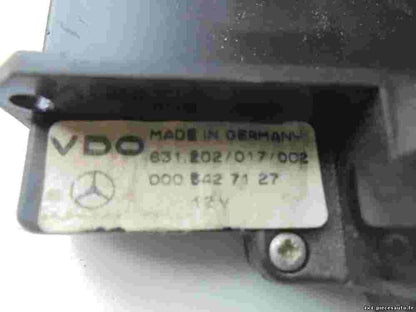 VDO MADE IN GERMANY
631.202/017/002
000 542 71 27
12V